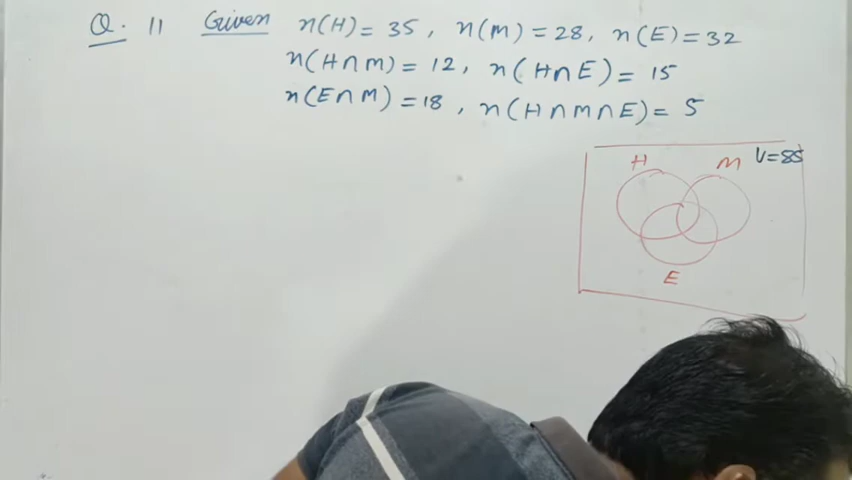 Q. 11 Given n(H) = 35, n(M) = 28, n(E) = 32
n(H∩M) = 12, n(H∩E) = 15
n(E∩M) = 18, n(H∩M∩E) = 5
H M U=85
E